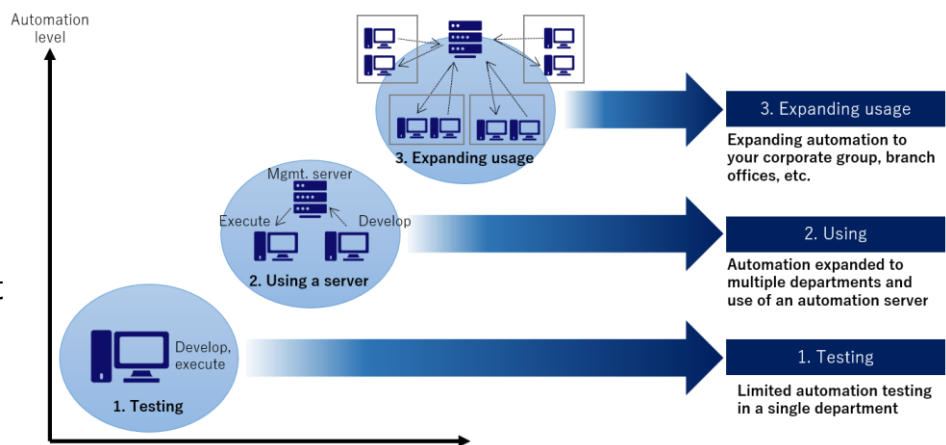 Automation
level
3. Expanding usage
Mgmt. server
Execute
Develop
2. Using a server
Develop,
execute
1. Testing
3. Expanding usage
Expanding automation to
your corporate group, branch
offices, etc.
2. Using
Automation expanded to
multiple departments and
use of an automation server
1. Testing
Limited automation testing
in a single department